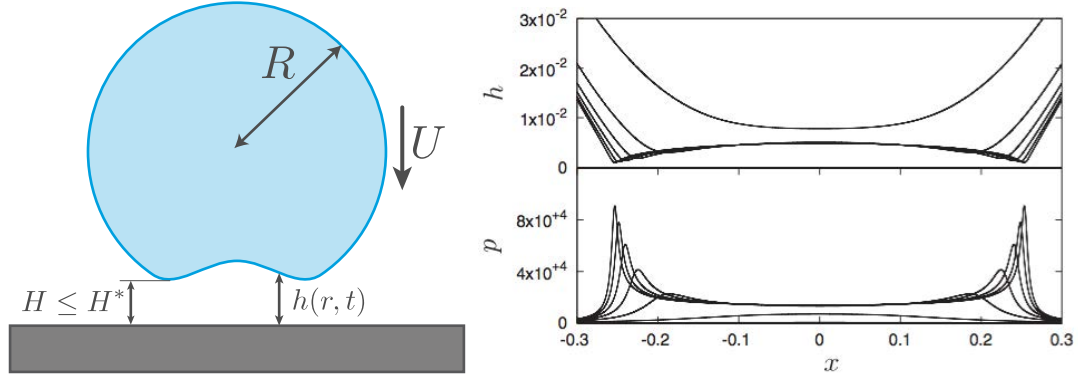 R
U
H ≤ H*
h(r, t)
3x10⁻²
2x10⁻²
h
1x10⁻²
0
8x10⁺⁴
p
4x10⁺⁴
0
-0.3 -0.2 -0.1 0 0.1 0.2 0.3
x